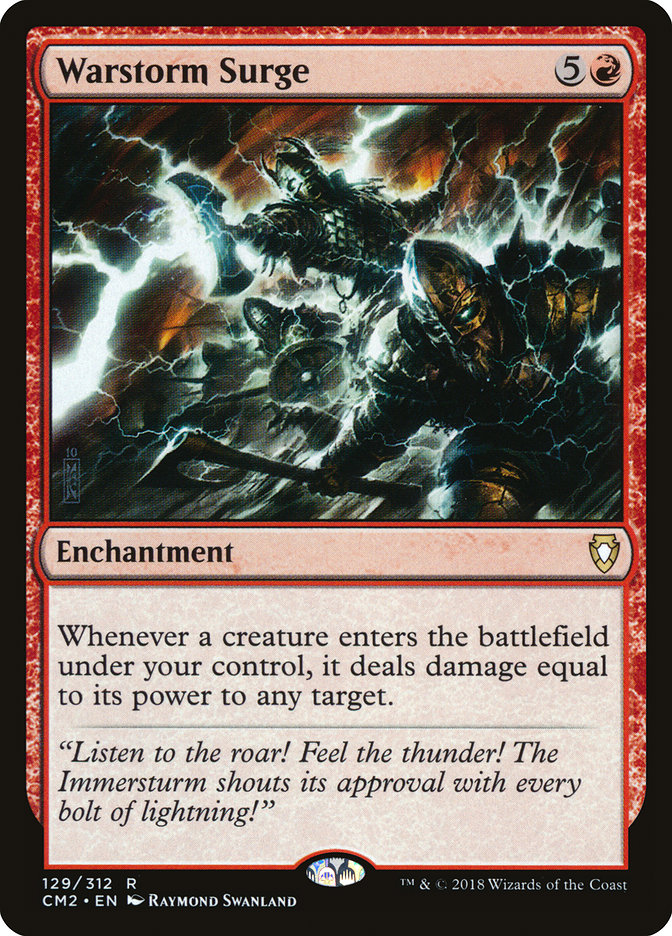 Warstorm Surge
5
10
Enchantment
Whenever a creature enters the battlefield
under your control, it deals damage equal
to its power to any target.
“Listen to the roar! Feel the thunder! The
Immersturm shouts its approval with every
bolt of lightning!”
129/312 R
CM2 • EN Raymond Swanland
™ & © 2018 Wizards of the Coast